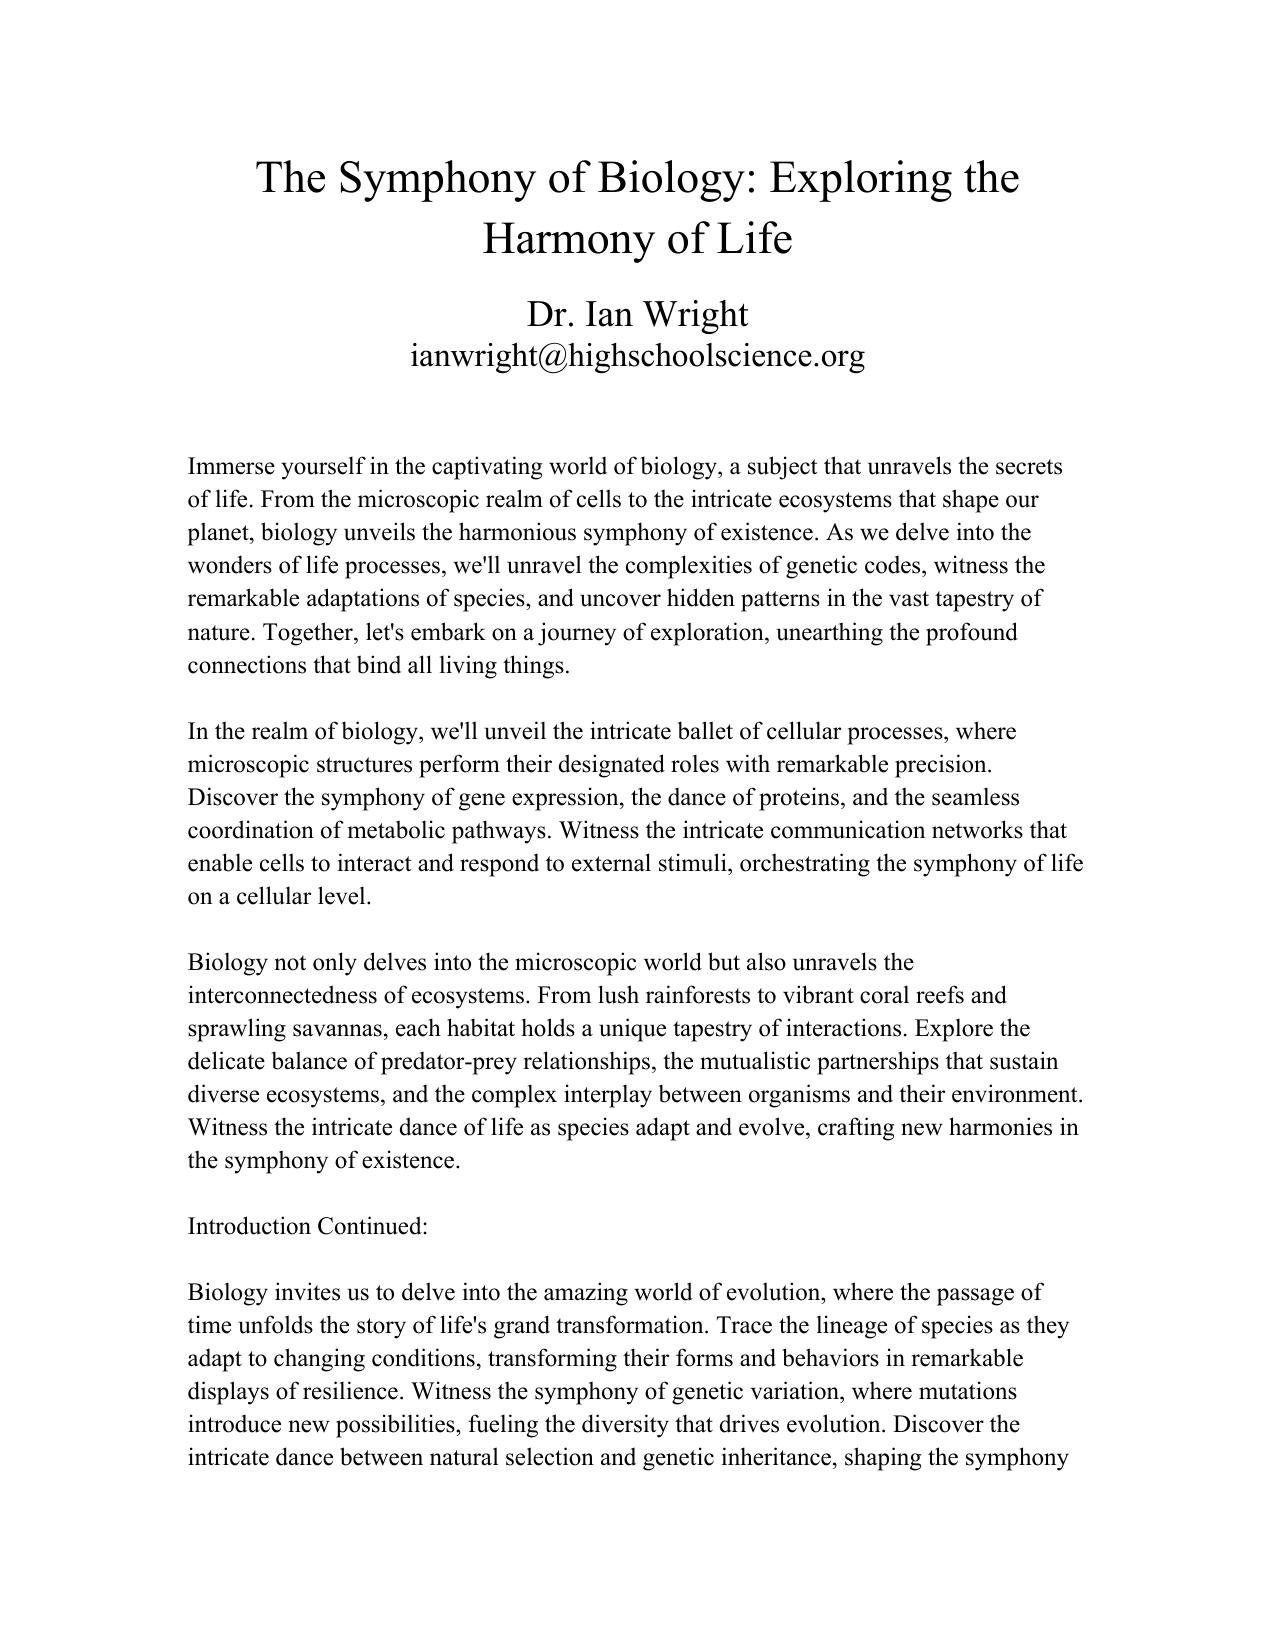 The Symphony of Biology: Exploring the
Harmony of Life
Dr. Ian Wright
ianwright@highschoolscience.org
Immerse yourself in the captivating world of biology, a subject that unravels the secrets
of life. From the microscopic realm of cells to the intricate ecosystems that shape our
planet, biology unveils the harmonious symphony of existence. As we delve into the
wonders of life processes, we'll unravel the complexities of genetic codes, witness the
remarkable adaptations of species, and uncover hidden patterns in the vast tapestry of
nature. Together, let's embark on a journey of exploration, unearthing the profound
connections that bind all living things.
In the realm of biology, we'll unveil the intricate ballet of cellular processes, where
microscopic structures perform their designated roles with remarkable precision.
Discover the symphony of gene expression, the dance of proteins, and the seamless
coordination of metabolic pathways. Witness the intricate communication networks that
enable cells to interact and respond to external stimuli, orchestrating the symphony of life
on a cellular level.
Biology not only delves into the microscopic world but also unravels the
interconnectedness of ecosystems. From lush rainforests to vibrant coral reefs and
sprawling savannas, each habitat holds a unique tapestry of interactions. Explore the
delicate balance of predator-prey relationships, the mutualistic partnerships that sustain
diverse ecosystems, and the complex interplay between organisms and their environment.
Witness the intricate dance of life as species adapt and evolve, crafting new harmonies in
the symphony of existence.
Introduction Continued:
Biology invites us to delve into the amazing world of evolution, where the passage of
time unfolds the story of life's grand transformation. Trace the lineage of species as they
adapt to changing conditions, transforming their forms and behaviors in remarkable
displays of resilience. Witness the symphony of genetic variation, where mutations
introduce new possibilities, fueling the diversity that drives evolution. Discover the
intricate dance between natural selection and genetic inheritance, shaping the symphony